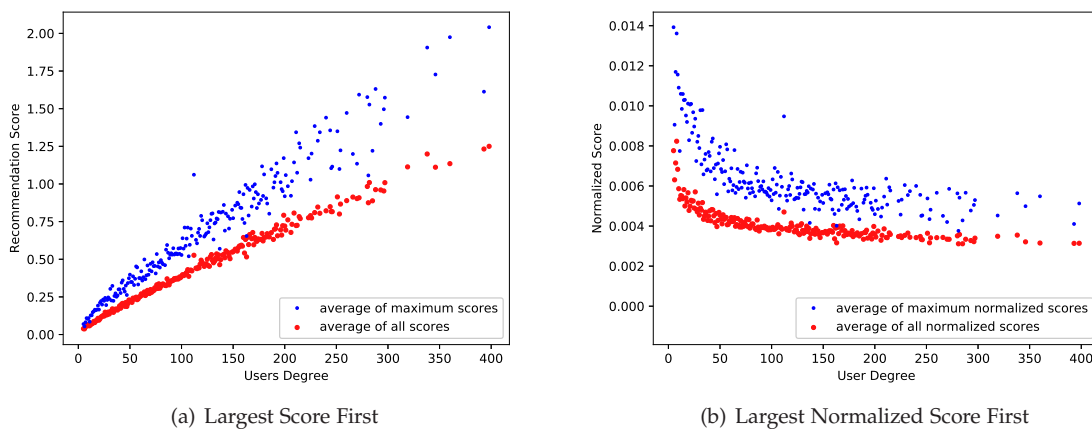 2.00
1.75
1.50
1.25
1.00
0.75
0.50
0.25
0.00
Recommendation Score
average of maximum scores
average of all scores
0 50 100 150 200 250 300 350 400
Users Degree
(a) Largest Score First
0.014
0.012
0.010
0.008
0.006
0.004
0.002
0.000
Normalized Score
average of maximum normalized scores
average of all normalized scores
0 50 100 150 200 250 300 350 400
User Degree
(b) Largest Normalized Score First